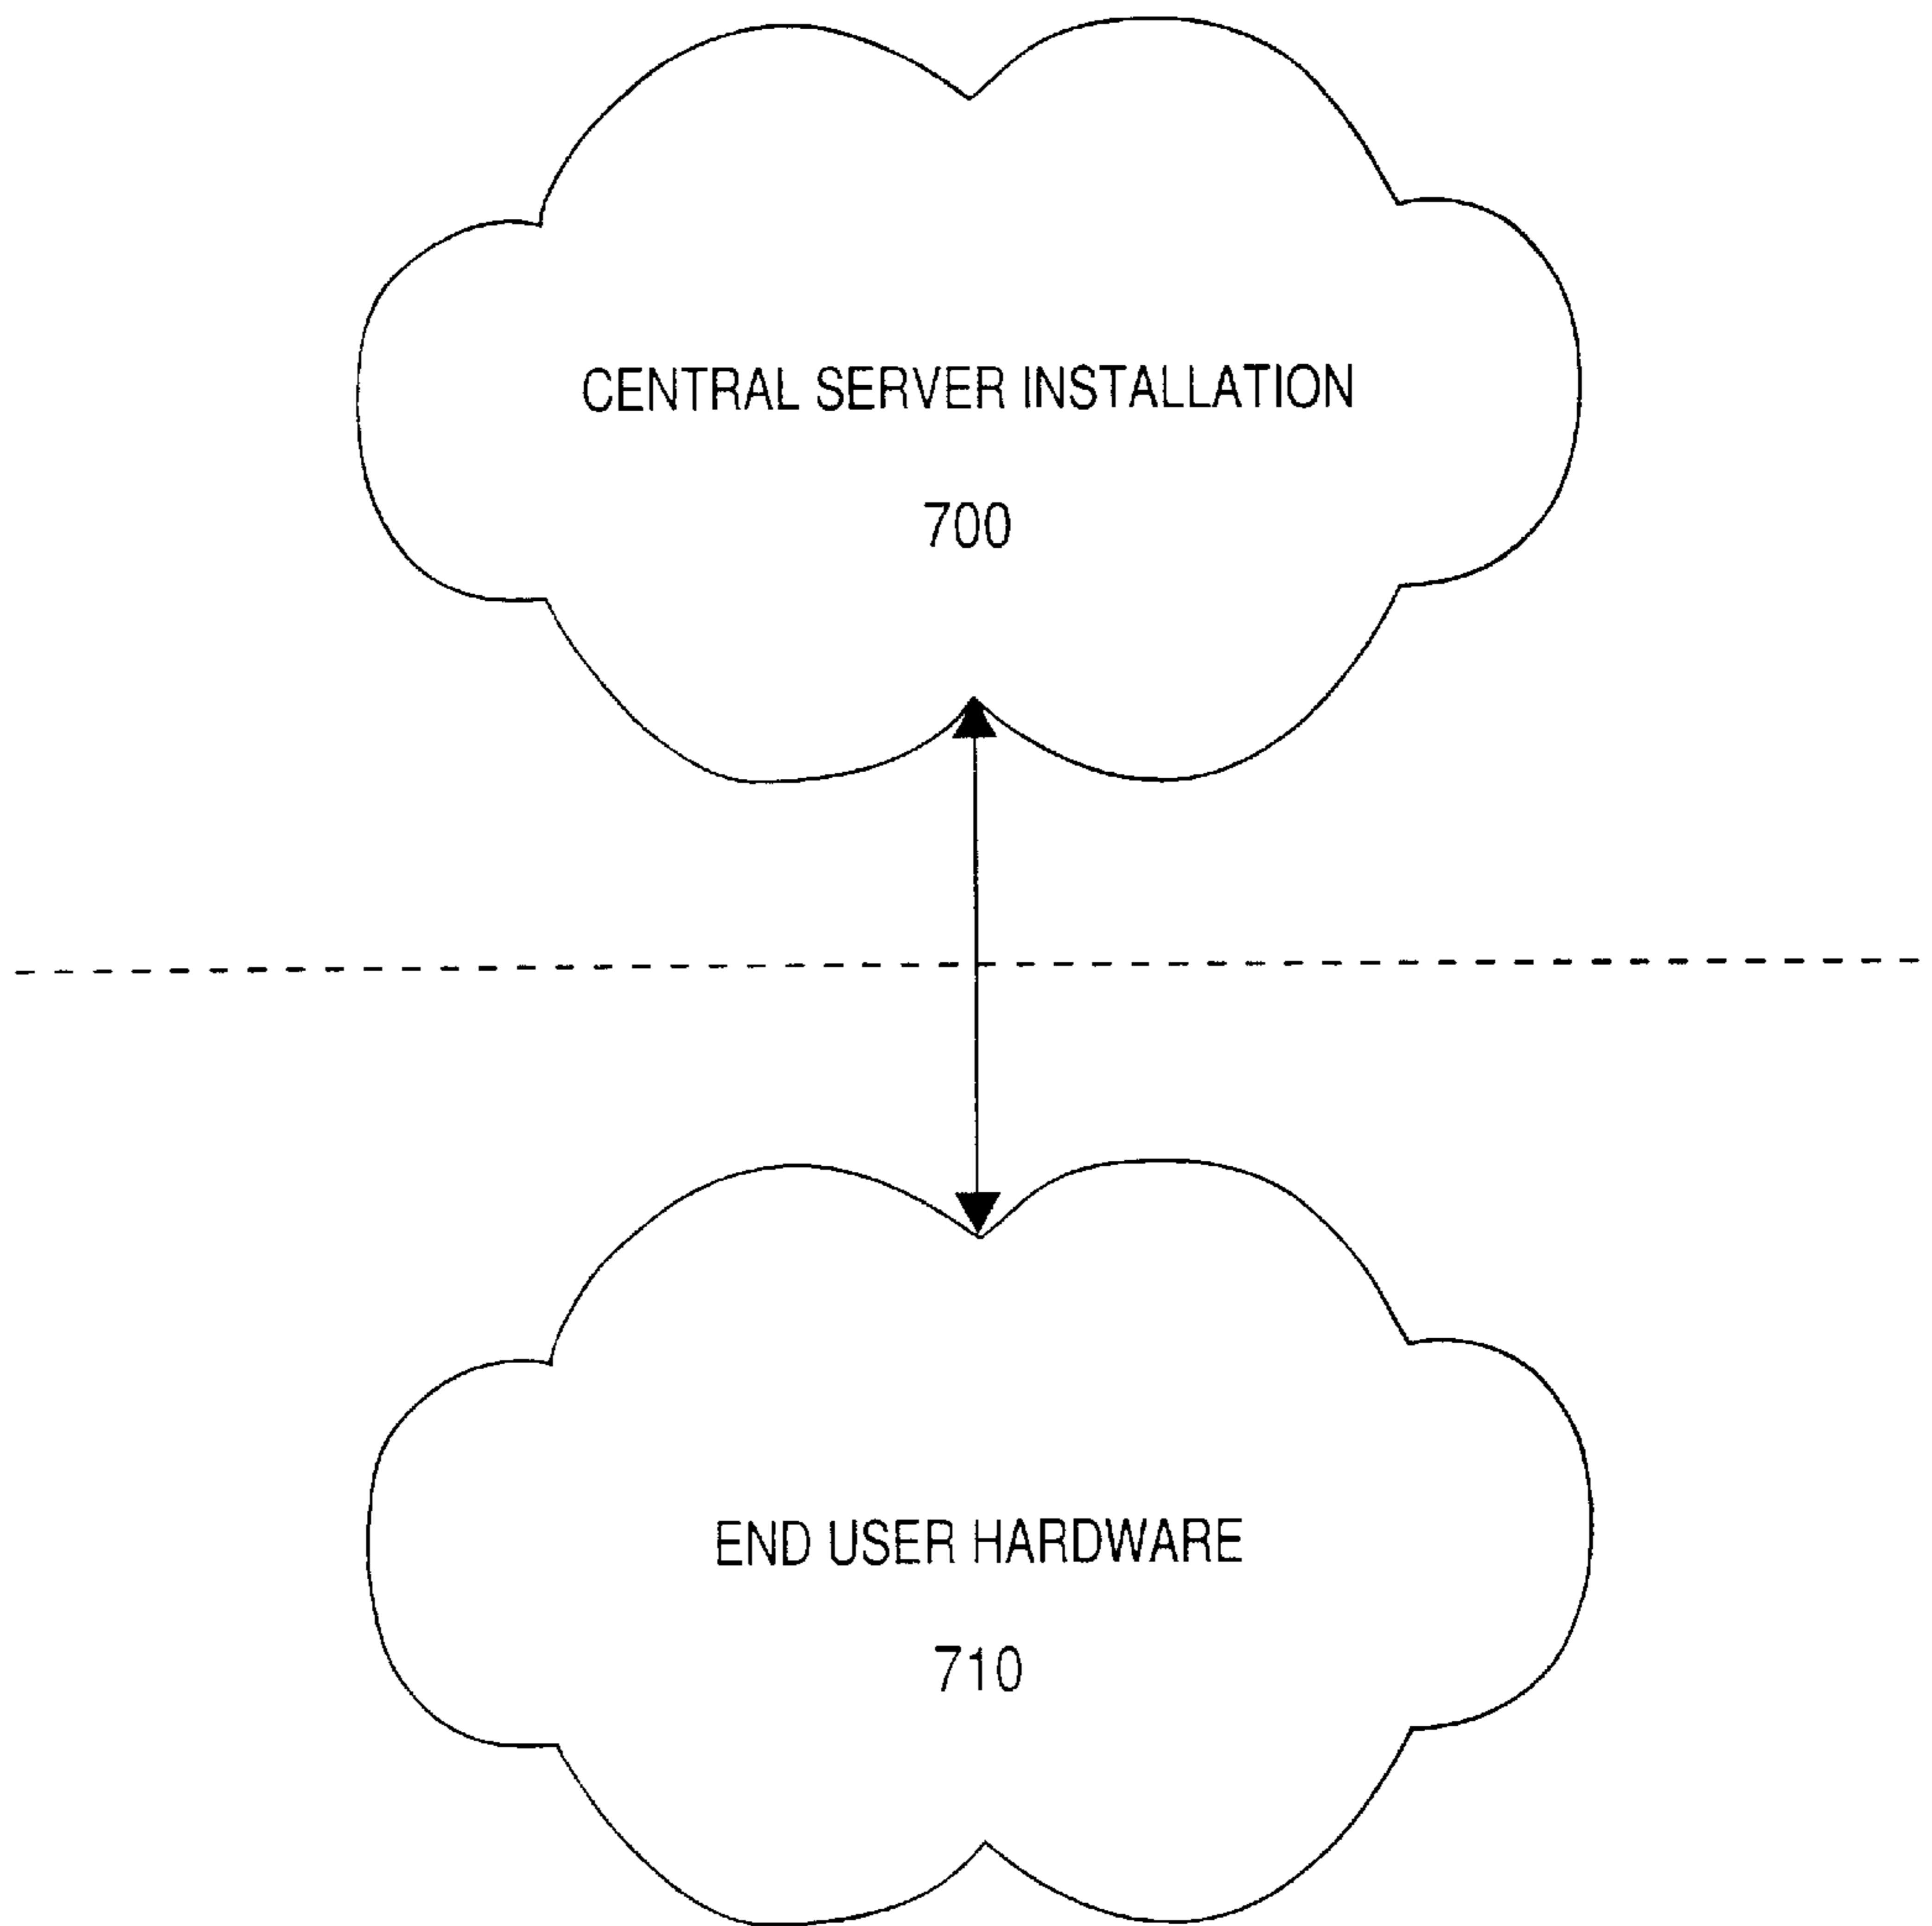 CENTRAL SERVER INSTALLATION
700
END USER HARDWARE
710